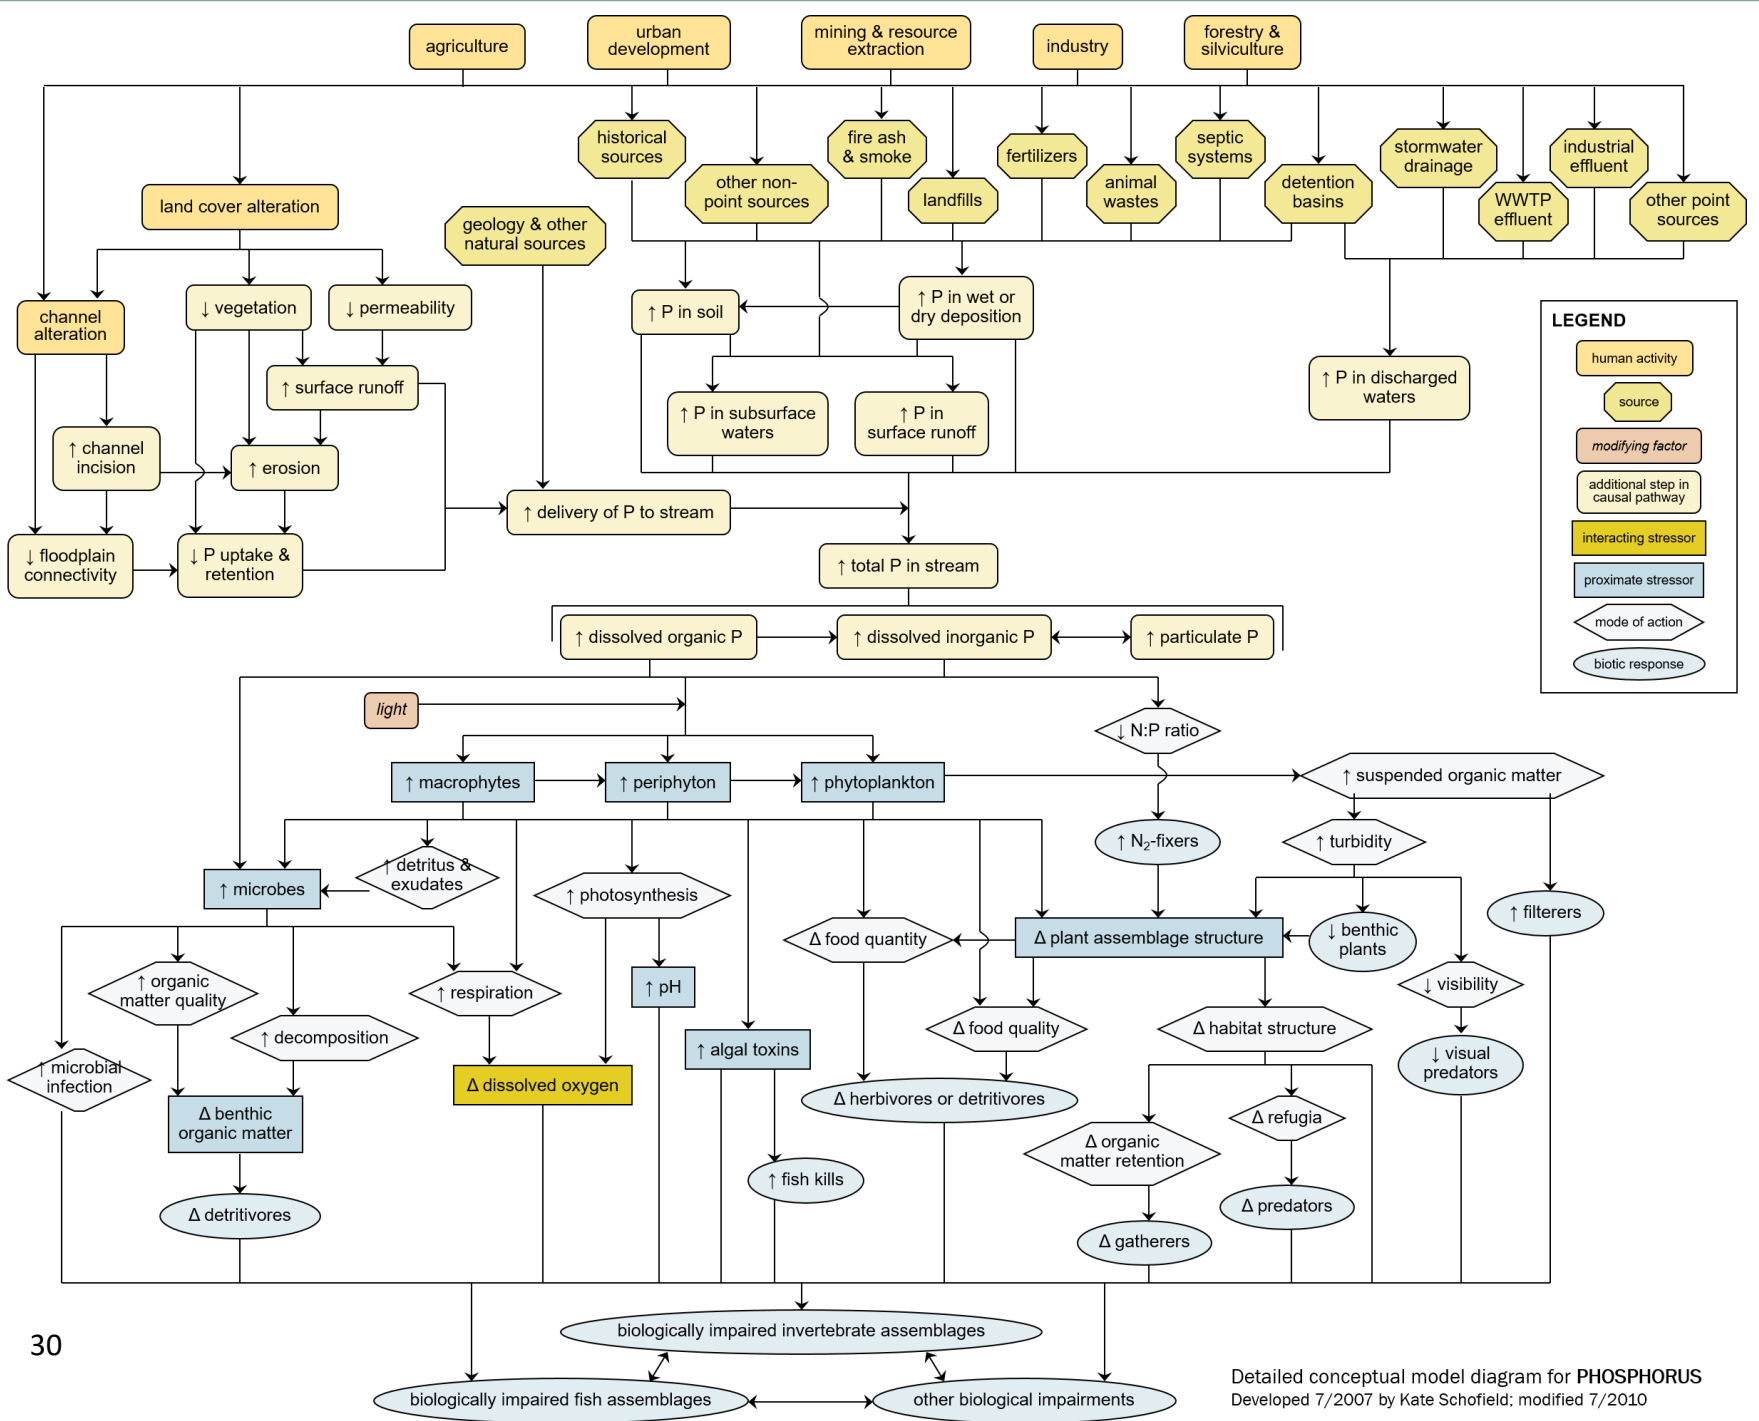 agriculture
urban
development
mining & resource
extraction
industry
forestry &
silviculture
historical
sources
other non-
point sources
fire ash
& smoke
landfills
fertilizers
animal
wastes
septic
systems
detention
basins
stormwater
drainage
WWTP
effluent
industrial
effluent
other point
sources
land cover alteration
geology & other
natural sources
channel
alteration
↓ vegetation
↓ permeability
↑ P in soil
↑ P in wet or
dry deposition
↑ surface runoff
↑ P in subsurface
waters
↑ P in
surface runoff
↑ P in discharged
waters
↑ channel
incision
↑ erosion
↑ delivery of P to stream
↓ floodplain
connectivity
↓ P uptake &
retention
↑ total P in stream
LEGEND
human activity
source
modifying factor
additional step in
causal pathway
interacting stressor
proximate stressor
mode of action
biotic response
↑ dissolved organic P
↑ dissolved inorganic P
↑ particulate P
light
↓ N:P ratio
↑ macrophytes
↑ periphyton
↑ phytoplankton
↑ suspended organic matter
↑ N2-fixers
↑ turbidity
↑ microbes
↑ detritus &
exudates
↑ photosynthesis
↑ filterers
Δ food quantity
Δ plant assemblage structure
↓ benthic
plants
↑ organic
matter quality
↑ respiration
↑ pH
↓ visibility
↑ decomposition
↑ algal toxins
Δ food quality
Δ habitat structure
↑ microbial
infection
Δ dissolved oxygen
Δ herbivores or detritivores
↓ visual
predators
Δ benthic
organic matter
Δ refugia
Δ organic
matter retention
↑ fish kills
Δ detritivores
Δ predators
Δ gatherers
biologically impaired invertebrate assemblages
biologically impaired fish assemblages
other biological impairments
30
Detailed conceptual model diagram for PHOSPHORUS
Developed 7/2007 by Kate Schofield; modified 7/2010